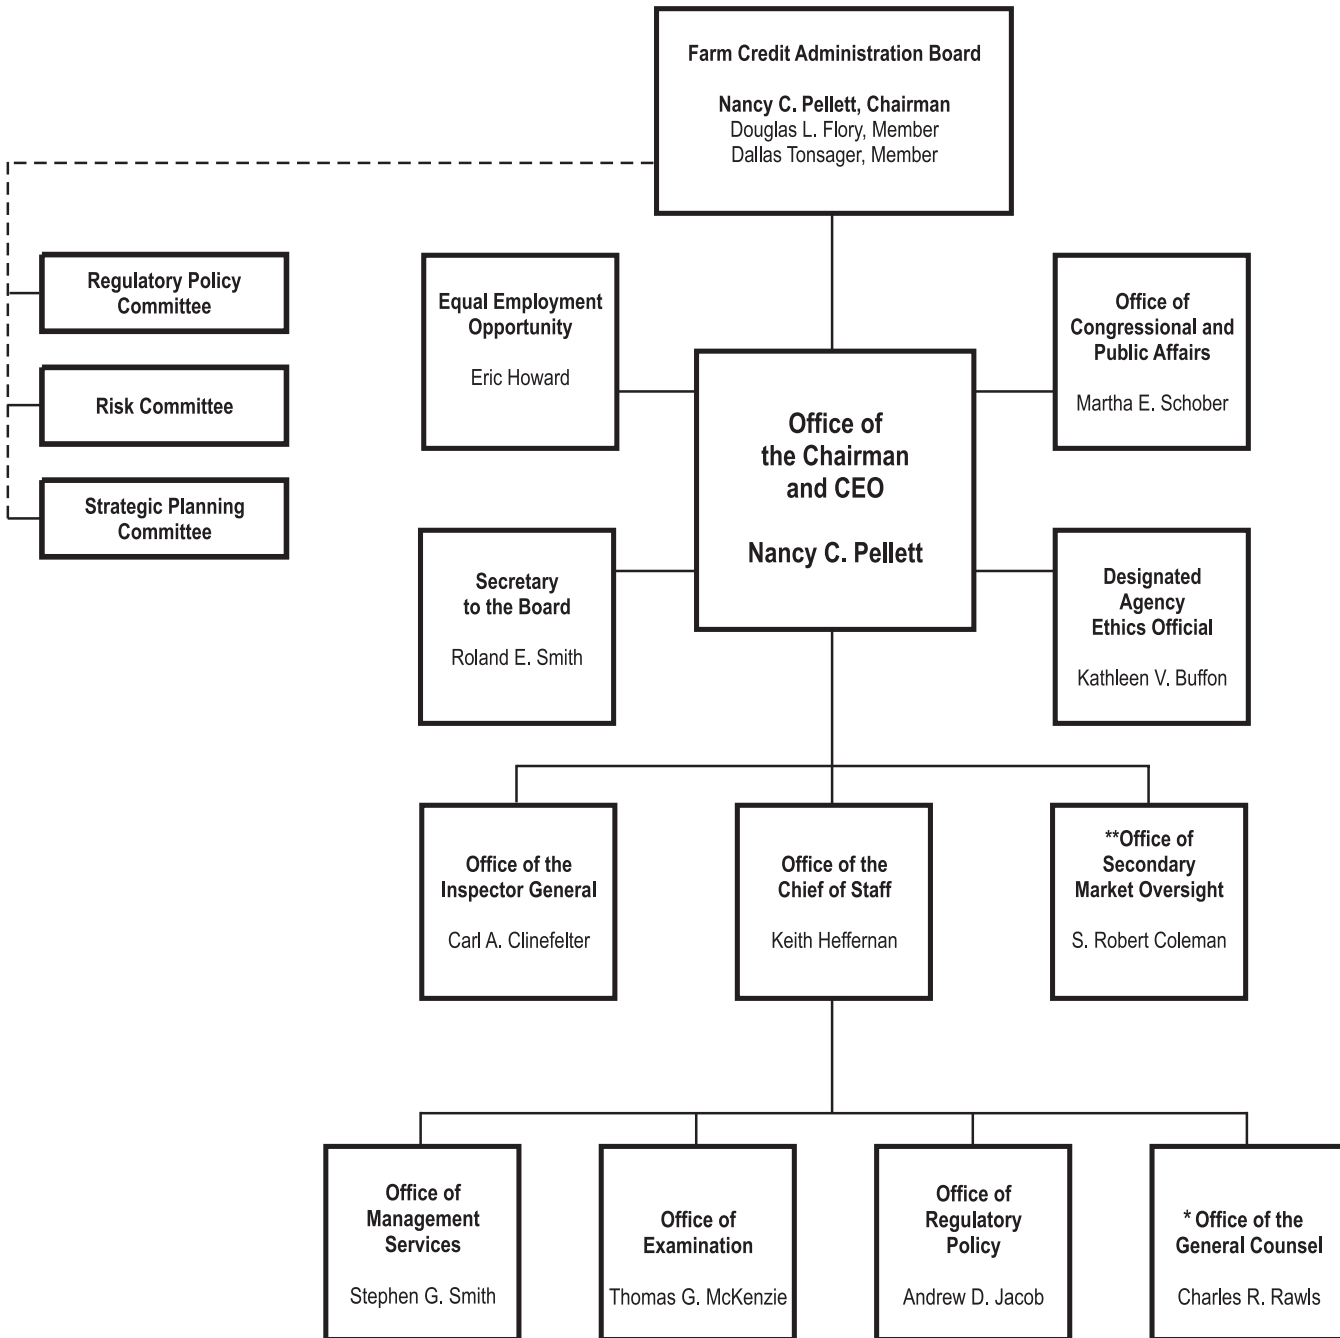 Farm Credit Administration Board
Nancy C. Pellett, Chairman
Douglas L. Flory, Member
Dallas Tonsager, Member
Regulatory Policy
Committee
Risk Committee
Strategic Planning
Committee
Equal Employment
Opportunity
Eric Howard
Office of
Congressional and
Public Affairs
Martha E. Schober
Office of
the Chairman
and CEO
Nancy C. Pellett
Secretary
to the Board
Roland E. Smith
Designated
Agency
Ethics Official
Kathleen V. Buffon
Office of the
Inspector General
Carl A. Clinefelter
Office of the
Chief of Staff
Keith Heffernan
**Office of
Secondary
Market Oversight
S. Robert Coleman
Office of
Management
Services
Stephen G. Smith
Office of
Examination
Thomas G. McKenzie
Office of
Regulatory
Policy
Andrew D. Jacob
* Office of the
General Counsel
Charles R. Rawls